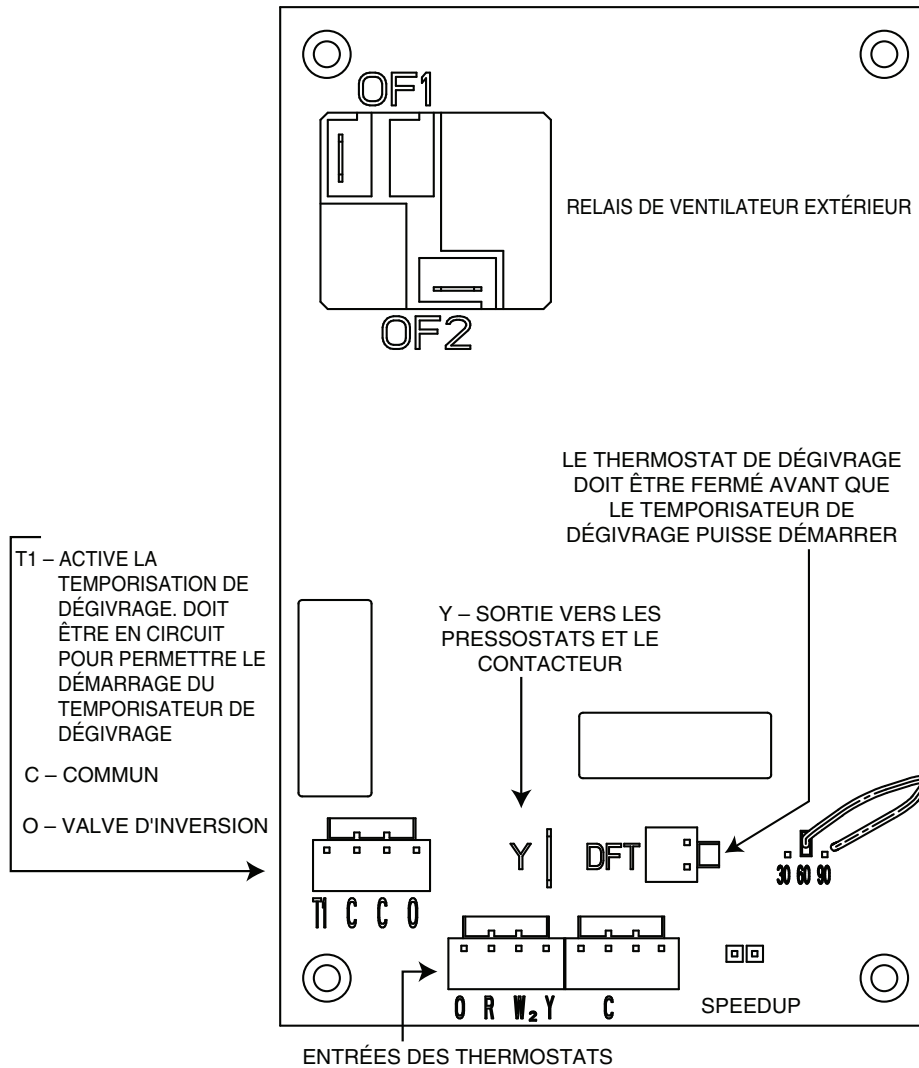 OF1
RELAIS DE VENTILATEUR EXTÉRIEUR
OF2
LE THERMOSTAT DE DÉGIVRAGE
DOIT ÊTRE FERMÉ AVANT QUE
LE TEMPORISATEUR DE
DÉGIVRAGE PUISSE DÉMARRER
T1 – ACTIVE LA
TEMPORISATION DE
DÉGIVRAGE. DOIT
ÊTRE EN CIRCUIT
POUR PERMETTRE LE
DÉMARRAGE DU
TEMPORISATEUR DE
DÉGIVRAGE
C – COMMUN
O – VALVE D'INVERSION
Y – SORTIE VERS LES
PRESSOSTATS ET LE
CONTACTEUR
Y
DFT
30 60 90
T1 C C O
O R W₂ Y C
SPEEDUP
ENTRÉES DES THERMOSTATS